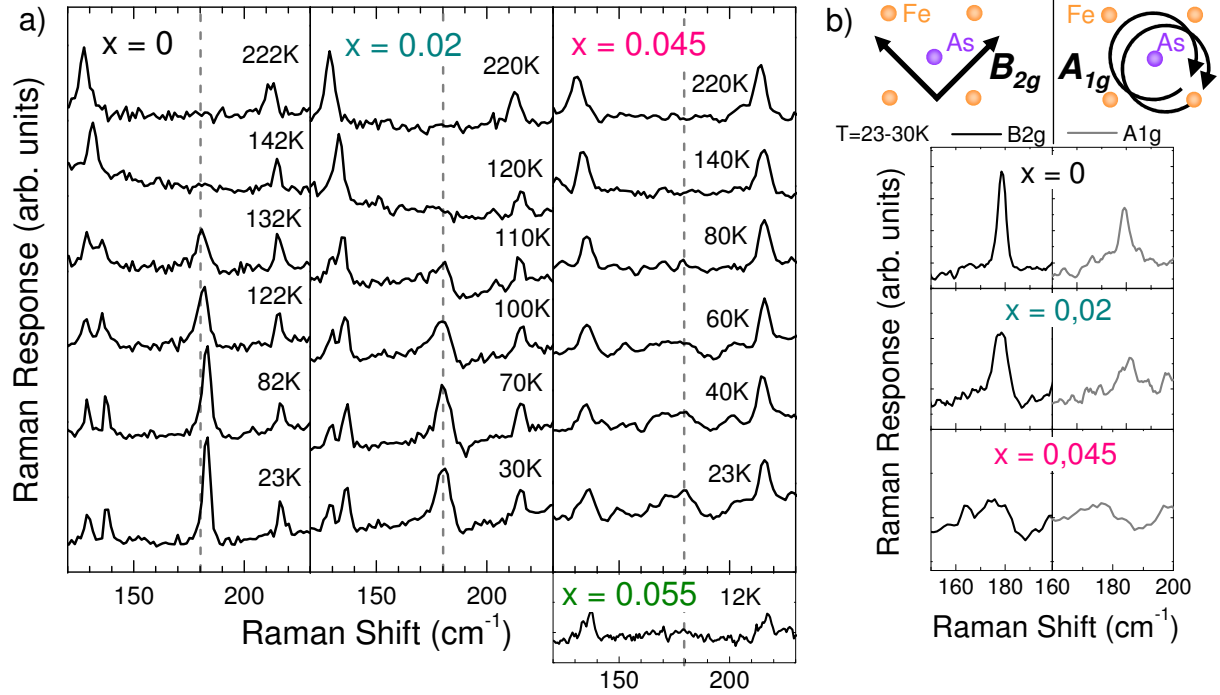 a)
x = 0
222K
142K
132K
122K
82K
23K
x = 0.02
220K
120K
110K
100K
70K
30K
x = 0.045
220K
140K
80K
60K
40K
23K
x = 0.055
12K
Raman Response (arb. units)
150 200
150 200
Raman Shift (cm⁻¹)
b)
Fe
As
B2g
Fe
As
A1g
T=23-30K B2g A1g
x = 0
x = 0,02
x = 0,045
Raman Response (arb. units)
160 180 160 180 200
Raman Shift (cm⁻¹)